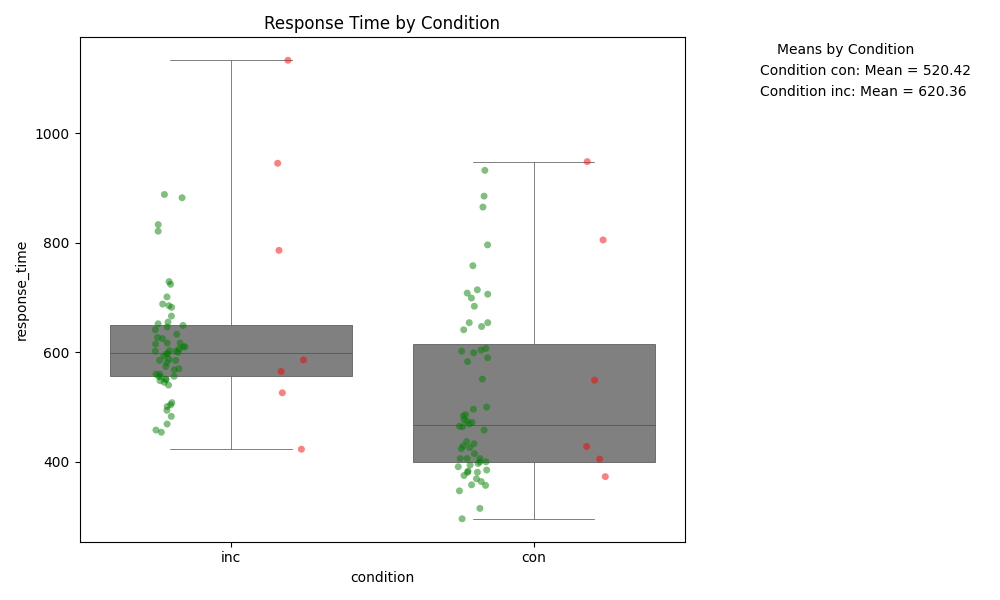 Response Time by Condition
Means by Condition
Condition con: Mean = 520.42
Condition inc: Mean = 620.36
response_time
1000
800
600
400
inc
con
condition